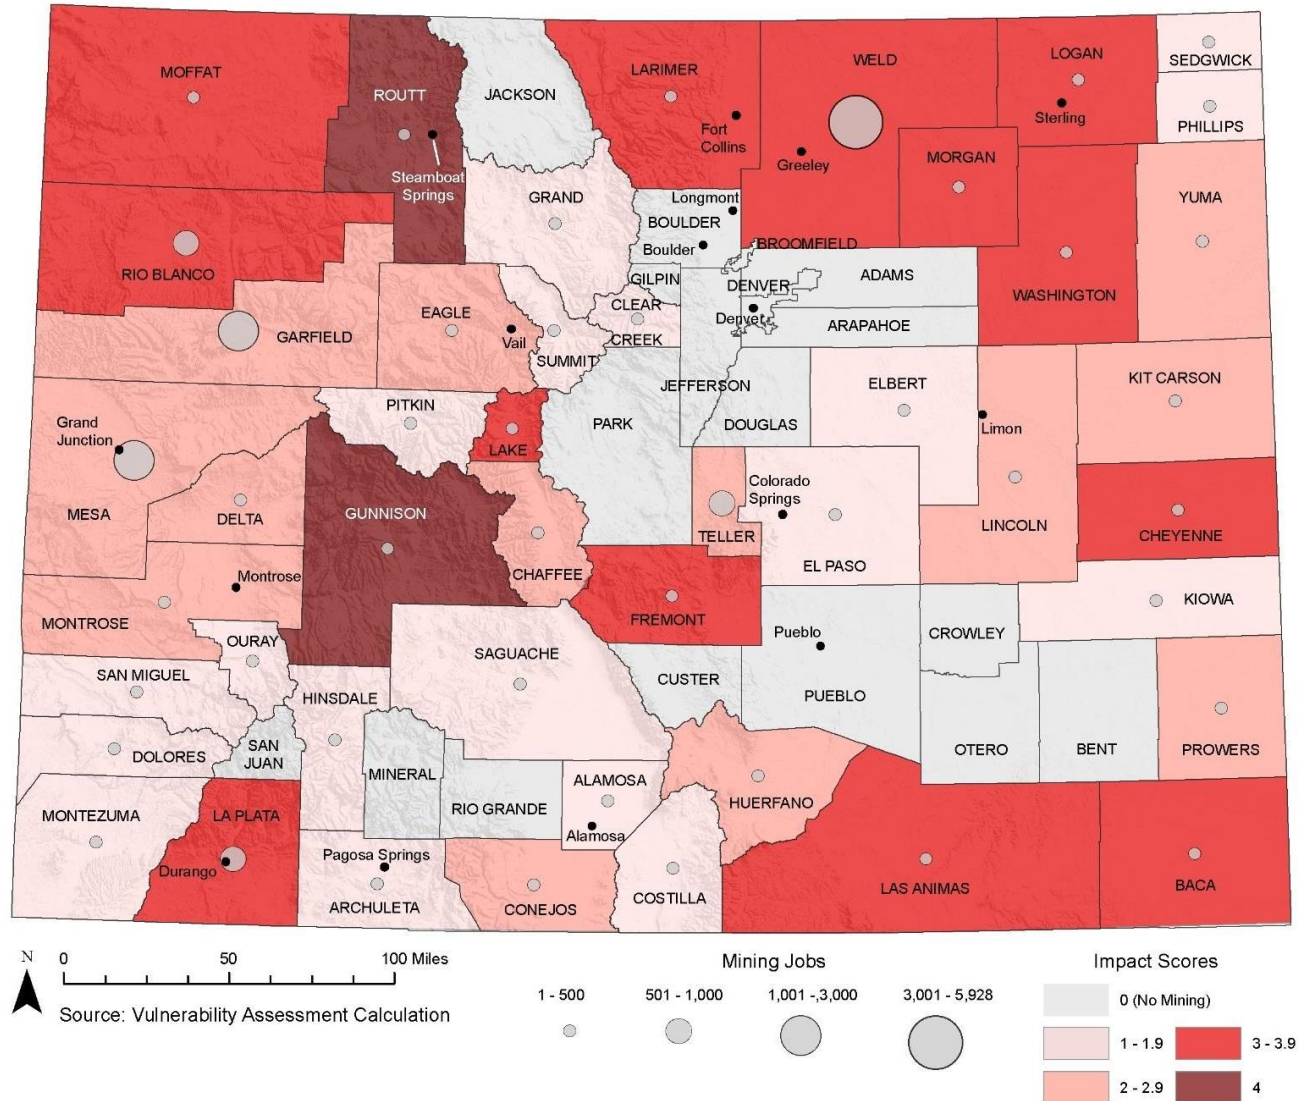 MOFFAT
ROUTT
JACKSON
LARIMER
WELD
LOGAN
SEDGWICK
PHILLIPS
Sterling
Fort
Collins
Greeley
MORGAN
Steamboat
Springs
GRAND
Longmont
BOULDER
Boulder
BROOMFIELD
YUMA
RIO BLANCO
GILPIN
DENVER
ADAMS
WASHINGTON
EAGLE
Vail
CLEAR
CREEK
Denver
ARAPAHOE
GARFIELD
SUMMIT
JEFFERSON
ELBERT
KIT CARSON
PITKIN
PARK
DOUGLAS
Limon
Grand
Junction
LAKE
Colorado
Springs
MESA
DELTA
GUNNISON
TELLER
LINCOLN
CHEYENNE
Montrose
CHAFFEE
EL PASO
MONTROSE
FREMONT
KIOWA
OURAY
SAGUACHE
Pueblo
CROWLEY
SAN MIGUEL
HINSDALE
CUSTER
PUEBLO
DOLORES
SAN
JUAN
OTERO
BENT
PROWERS
MINERAL
RIO GRANDE
ALAMOSA
Alamosa
HUERFANO
MONTEZUMA
LA PLATA
Durango
Pagosa Springs
ARCHULETA
CONEJOS
COSTILLA
LAS ANIMAS
BACA
N
0 50 100 Miles
Source: Vulnerability Assessment Calculation
Mining Jobs
1 - 500 501 - 1,000 1,001 -,3,000 3,001 - 5,928
Impact Scores
0 (No Mining)
1 - 1.9 3 - 3.9
2 - 2.9 4